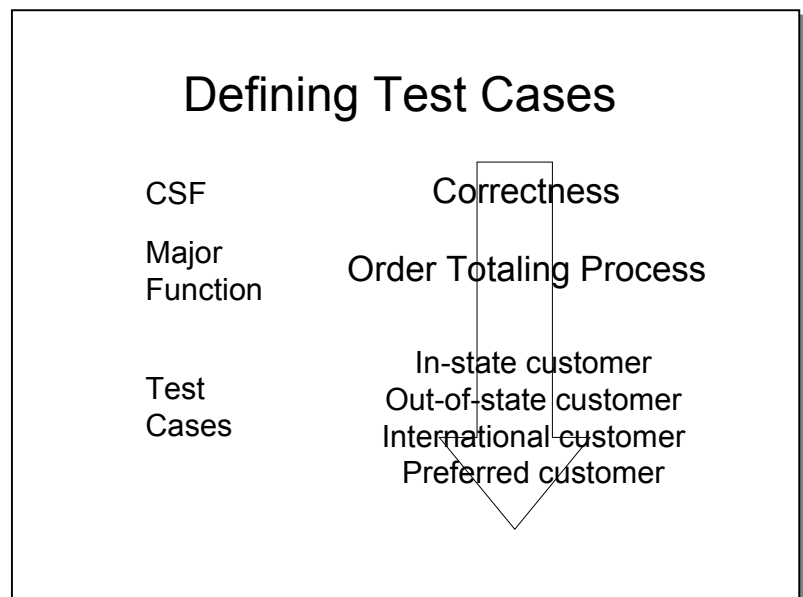 Defining Test Cases
CSF
Correctness
Major
Function
Order Totaling Process
Test
Cases
In-state customer
Out-of-state customer
International customer
Preferred customer